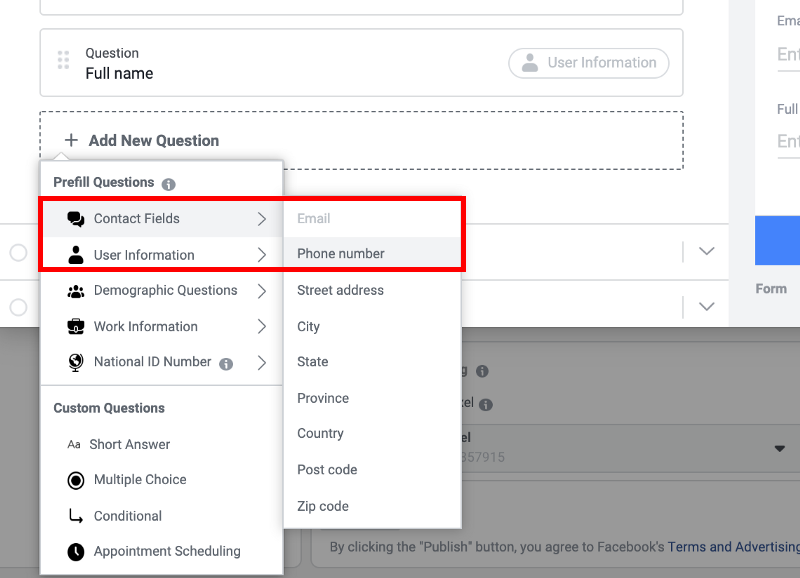 Question
Full name
User Information
Add New Question
Prefill Questions
Contact Fields
User Information
Demographic Questions
Work Information
National ID Number
Custom Questions
Aa Short Answer
Multiple Choice
Conditional
Appointment Scheduling
Email
Phone number
Street address
City
State
Province
Country
Post code
Zip code
Ema
Ent
Full
Ent
Form
g
xel
el
357915
By clicking the "Publish" button, you agree to Facebook's Terms and Advertising